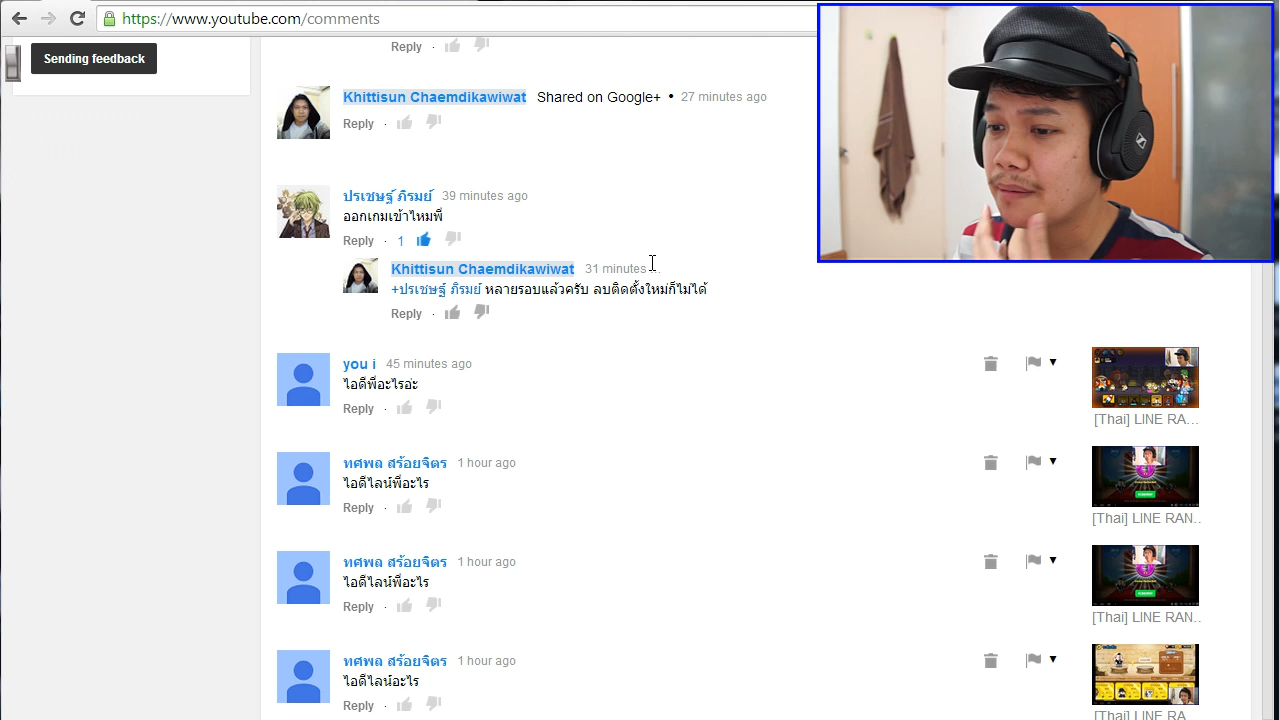 https://www.youtube.com/comments
Sending feedback
Reply ·
Khittisun Chaemdikawiwat Shared on Google+ • 27 minutes ago
Reply ·
ปรเชษฐ์ ภิรมย์ 39 minutes ago
ออกเกมเข้าไหมพี่
Reply · 1
Khittisun Chaemdikawiwat 31 minutes ...
+ปรเชษฐ์ ภิรมย์ หลายรอบแล้วครับ ลบติดตั้งใหม่ก็ไม่ได้
Reply ·
you i 45 minutes ago
ไอดีพี่อะไรอ่ะ
Reply ·
[Thai] LINE RA...
ทศพล สร้อยจิตร 1 hour ago
ไอดีไลน์พี่อะไร
Reply ·
[Thai] LINE RAN..
ทศพล สร้อยจิตร 1 hour ago
ไอดีไลน์พี่อะไร
Reply ·
[Thai] LINE RAN..
ทศพล สร้อยจิตร 1 hour ago
ไอดีไลน์อะไร
Reply ·
[Thai] LINE RA